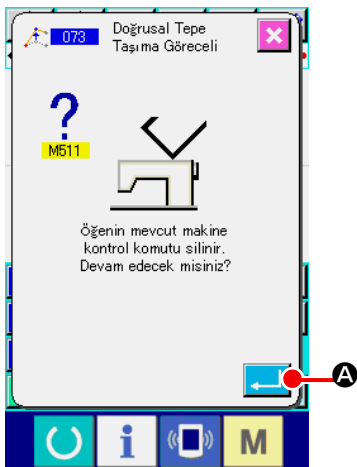 073
Doğrusal Tepe
Taşıma Göreceli
?
M511
Öğenin mevcut makine
kontrol komutu silinir.
Devam edecek misiniz?
A
i
M